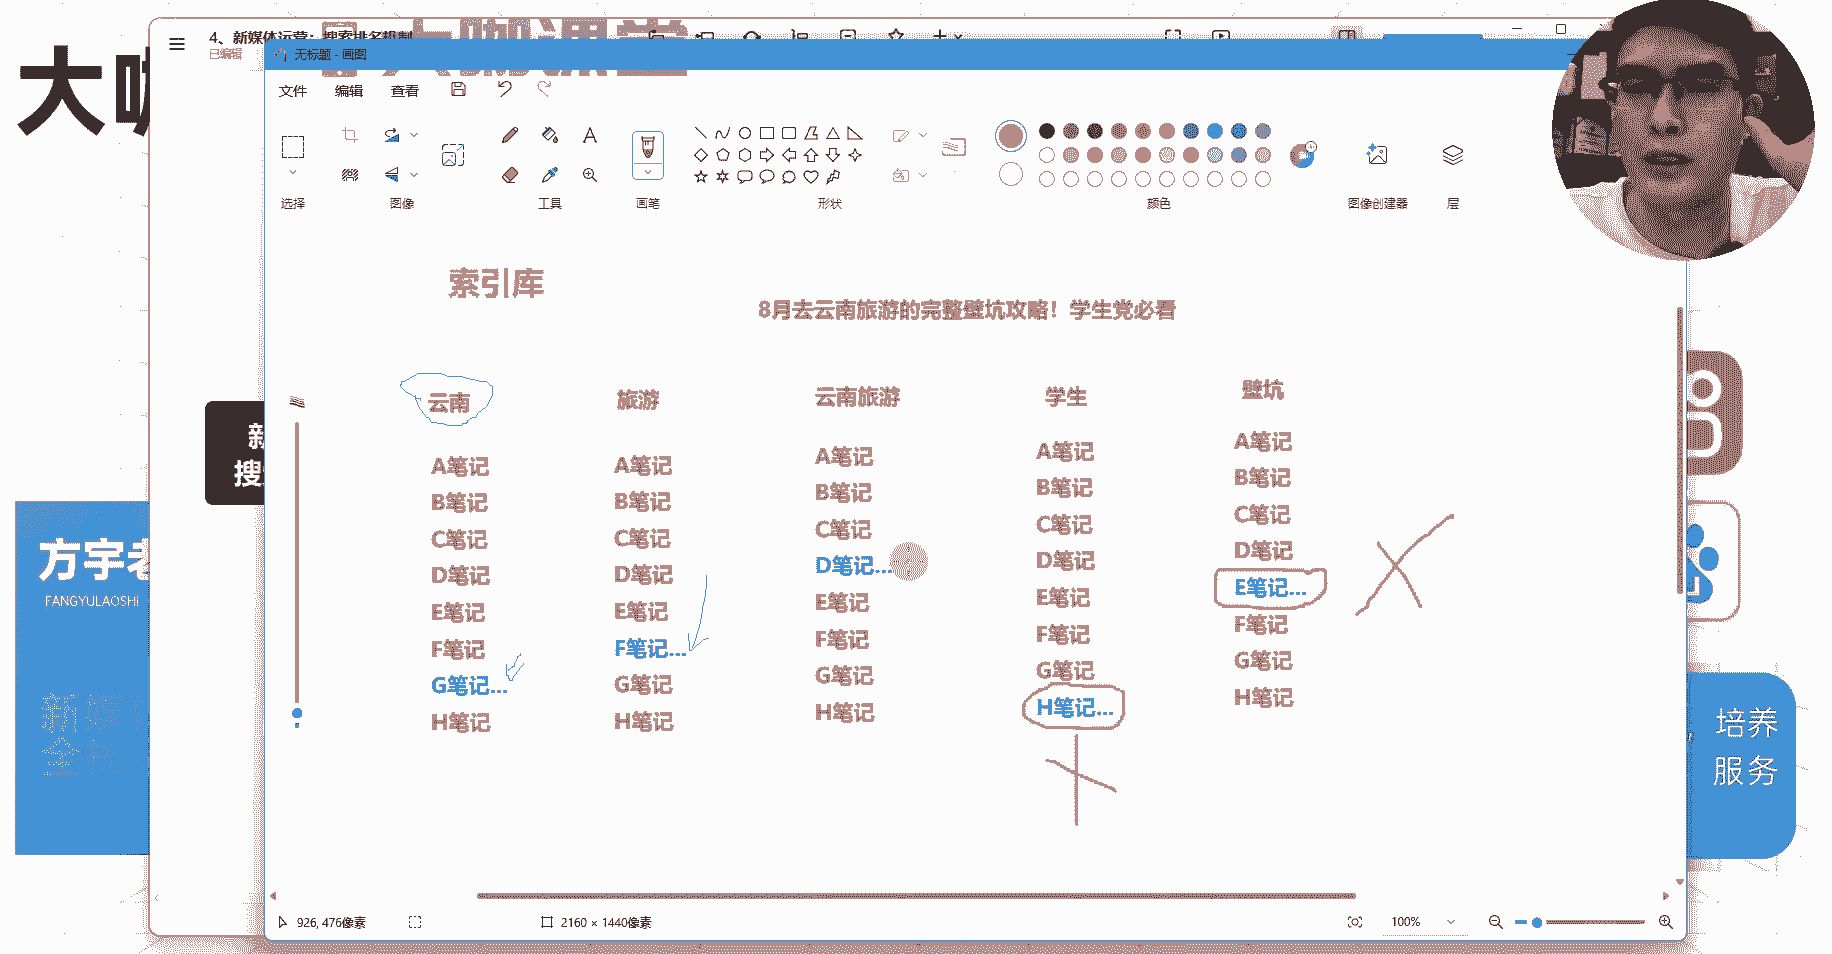 大咖课堂
4、新媒体运营：搜索排名机制
已编辑
无标题 - 画图
文件 编辑 查看
选择 图像 工具 画笔 形状 颜色 图像创建器 层
索引库
8月去云南旅游的完整壁坑攻略！学生党必看
云南 旅游 云南旅游 学生 壁坑
A笔记 A笔记 A笔记 A笔记 A笔记
B笔记 B笔记 B笔记 B笔记 B笔记
C笔记 C笔记 C笔记 C笔记 C笔记
D笔记 D笔记 D笔记... D笔记 D笔记
E笔记 E笔记 E笔记 E笔记 E笔记...
F笔记 F笔记... F笔记 F笔记 F笔记
G笔记... G笔记 G笔记 G笔记 G笔记
H笔记 H笔记 H笔记 H笔记... H笔记
大
新
搜
方宇老
FANGYULAOSHI
新
全
培养
服务
926, 476像素 2160 × 1440像素 100%